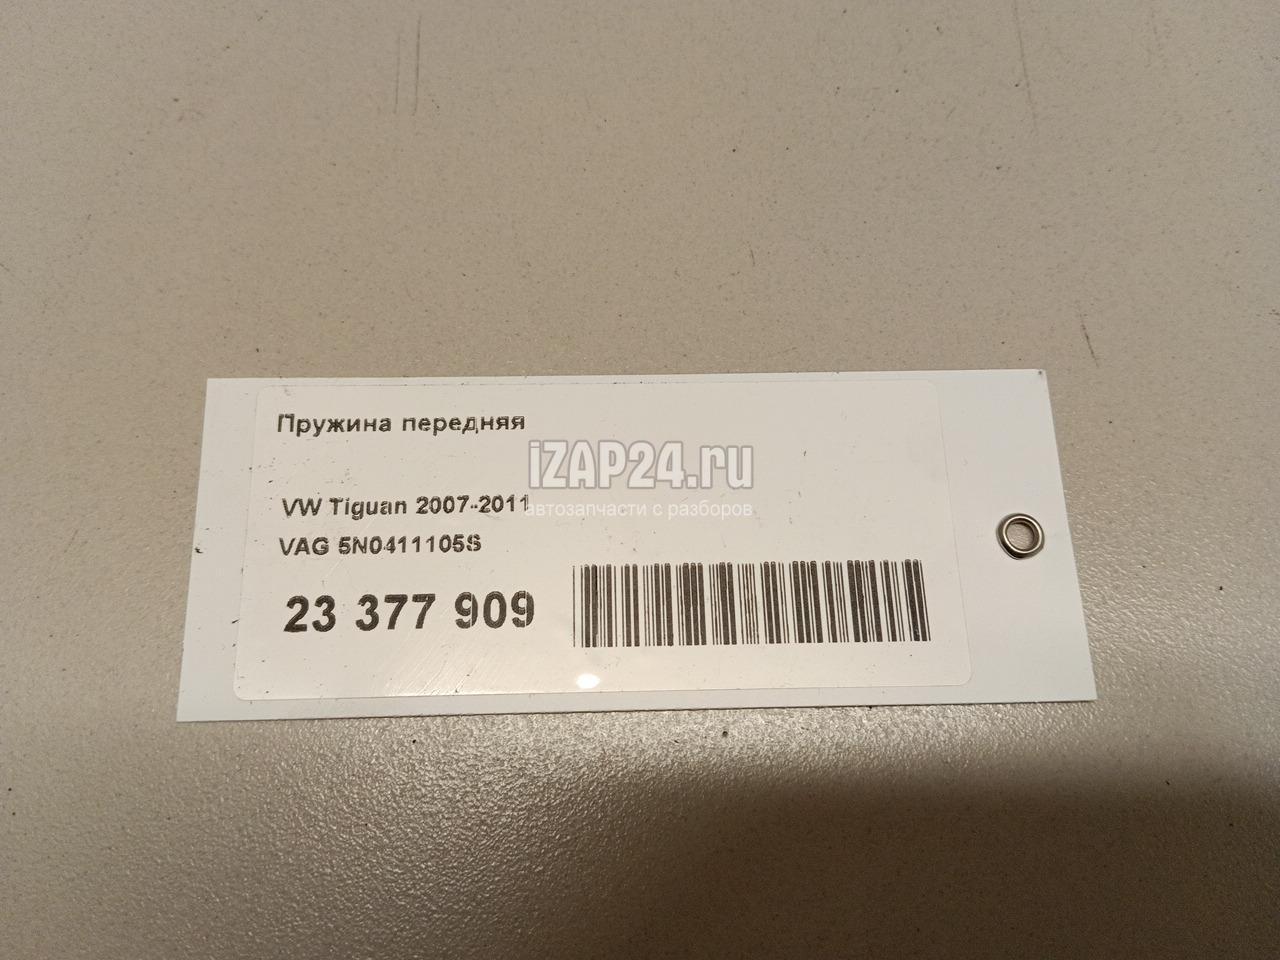 Пружина передняя
iZAP24.ru
автозапчасти с разборов
VW Tiguan 2007-2011
VAG 5N0411105S
23 377 909